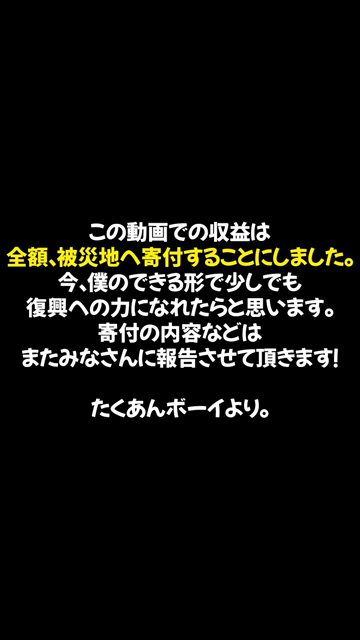 この動画での収益は
全額、被災地へ寄付することにしました。
今、僕のできる形で少しでも
復興への力になれたらと思います。
寄付の内容などは
またみなさんに報告させて頂きます!
たくあんボーイより。